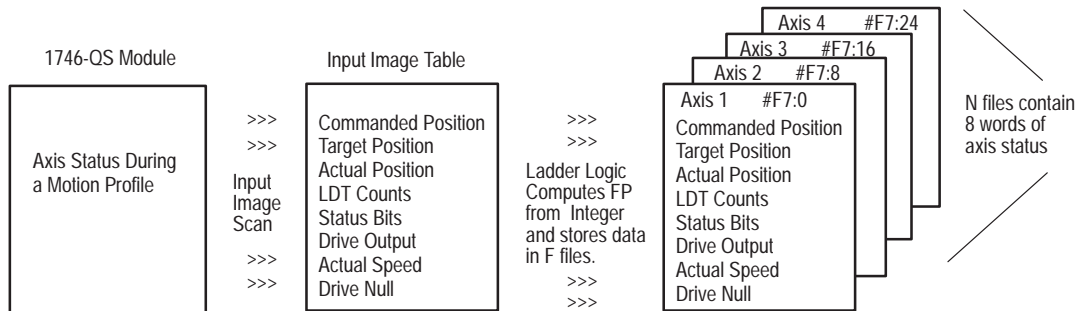 1746-QS Module
Axis Status During
a Motion Profile
>>>
>>>
Input
Image
Scan
>>>
>>>
Input Image Table
Commanded Position
Target Position
Actual Position
LDT Counts
Status Bits
Drive Output
Actual Speed
Drive Null
>>>
>>>
Ladder Logic
Computes FP
from Integer
and stores data
in F files.
>>>
>>>
Axis 4 #F7:24
Axis 3 #F7:16
Axis 2 #F7:8
Axis 1 #F7:0
Commanded Position
Target Position
Actual Position
LDT Counts
Status Bits
Drive Output
Actual Speed
Drive Null
N files contain
8 words of
axis status